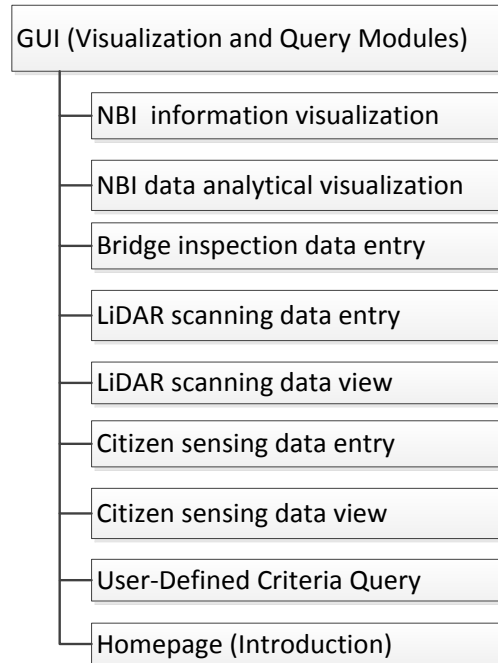 GUI (Visualization and Query Modules)
NBI  information visualization
NBI data analytical visualization
Bridge inspection data entry
LiDAR scanning data entry
LiDAR scanning data view
Citizen sensing data entry
Citizen sensing data view
User-Defined Criteria Query
Homepage (Introduction)